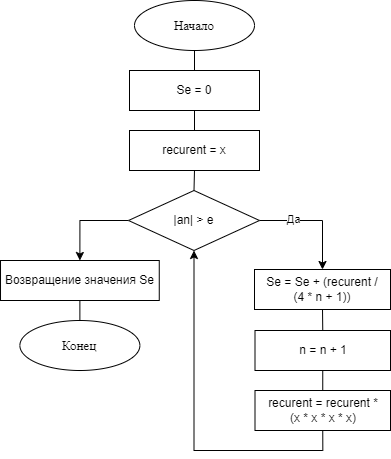 Начало
Se = 0
recurent = x
|an| > e
Да
Возвращение значения Se
Конец
Se = Se + (recurent /
(4 * n + 1))
n = n + 1
recurent = recurent *
(x * x * x * x)